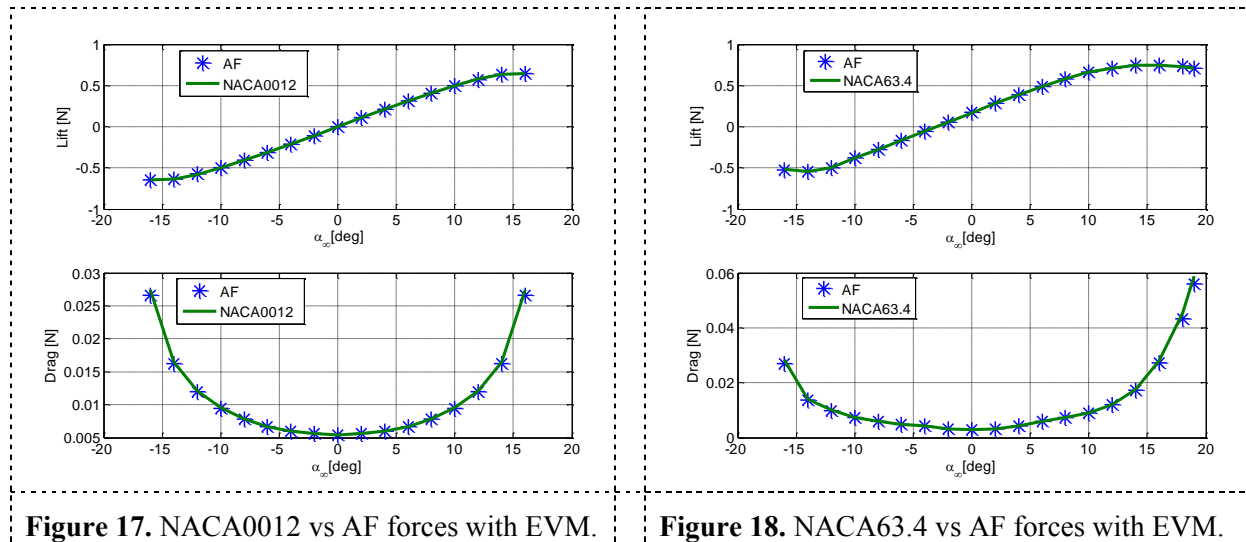 1
0.5
0
-0.5
-1
Lift [N]
AF
NACA0012
-20 -15 -10 -5 0 5 10 15 20
α∞[deg]
0.03
0.025
0.02
0.015
0.01
0.005
Drag [N]
AF
NACA0012
-20 -15 -10 -5 0 5 10 15 20
α∞[deg]
Figure 17. NACA0012 vs AF forces with EVM.
1
0.5
0
-0.5
-1
Lift [N]
AF
NACA63.4
-20 -15 -10 -5 0 5 10 15 20
α∞[deg]
0.06
0.04
0.02
0
Drag [N]
AF
NACA63.4
-20 -15 -10 -5 0 5 10 15 20
α∞[deg]
Figure 18. NACA63.4 vs AF forces with EVM.